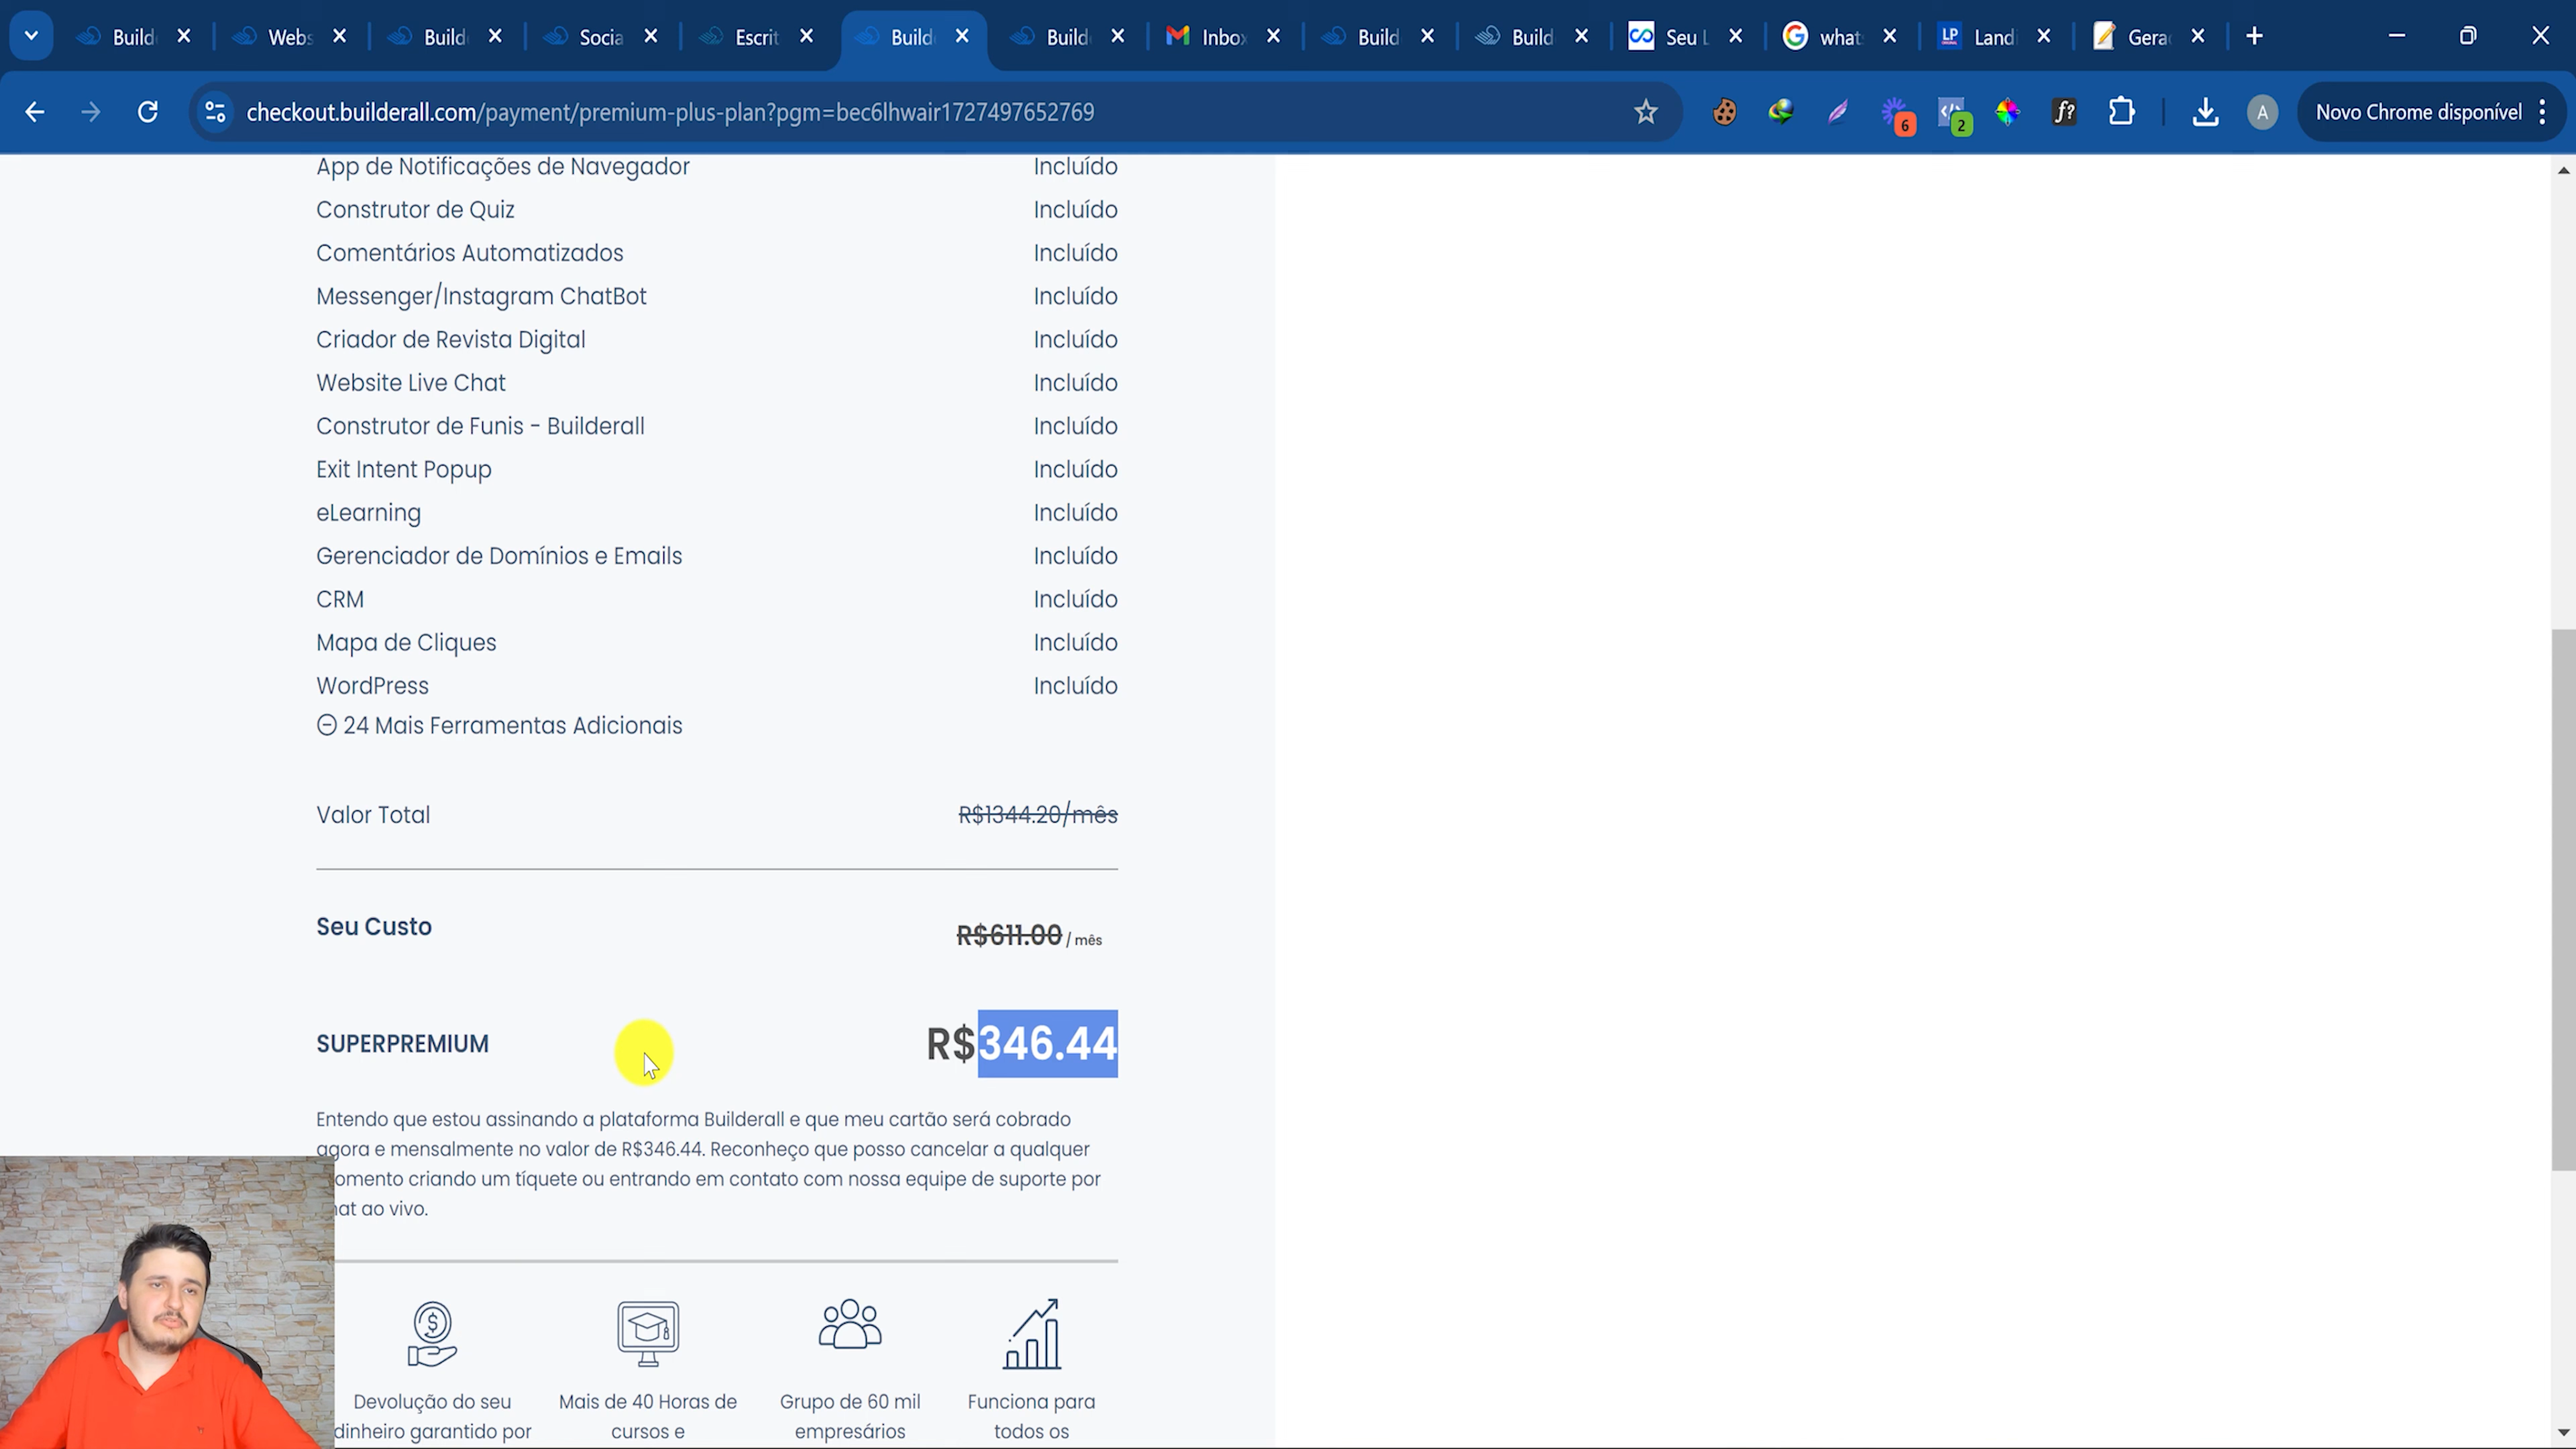 Build
Webs
Build
Socia
Escrit
Build
Build
Inbox
Build
Build
Seu L
what
Landi
Gera
checkout.builderall.com/payment/premium-plus-plan?pgm=bec6lhwair1727497652769
6
2
f?
A
Novo Chrome disponível
App de Notificações de Navegador Incluído
Construtor de Quiz Incluído
Comentários Automatizados Incluído
Messenger/Instagram ChatBot Incluído
Criador de Revista Digital Incluído
Website Live Chat Incluído
Construtor de Funis - Builderall Incluído
Exit Intent Popup Incluído
eLearning Incluído
Gerenciador de Domínios e Emails Incluído
CRM Incluído
Mapa de Cliques Incluído
WordPress Incluído
24 Mais Ferramentas Adicionais
Valor Total R$1344.20/mês
Seu Custo R$611.00 / mês
SUPERPREMIUM R$346.44
Entendo que estou assinando a plataforma Builderall e que meu cartão será cobrado
agora e mensalmente no valor de R$346.44. Reconheço que posso cancelar a qualquer
omento criando um tíquete ou entrando em contato com nossa equipe de suporte por
hat ao vivo.
Devolução do seu
dinheiro garantido por
Mais de 40 Horas de
cursos e
Grupo de 60 mil
empresários
Funciona para
todos os